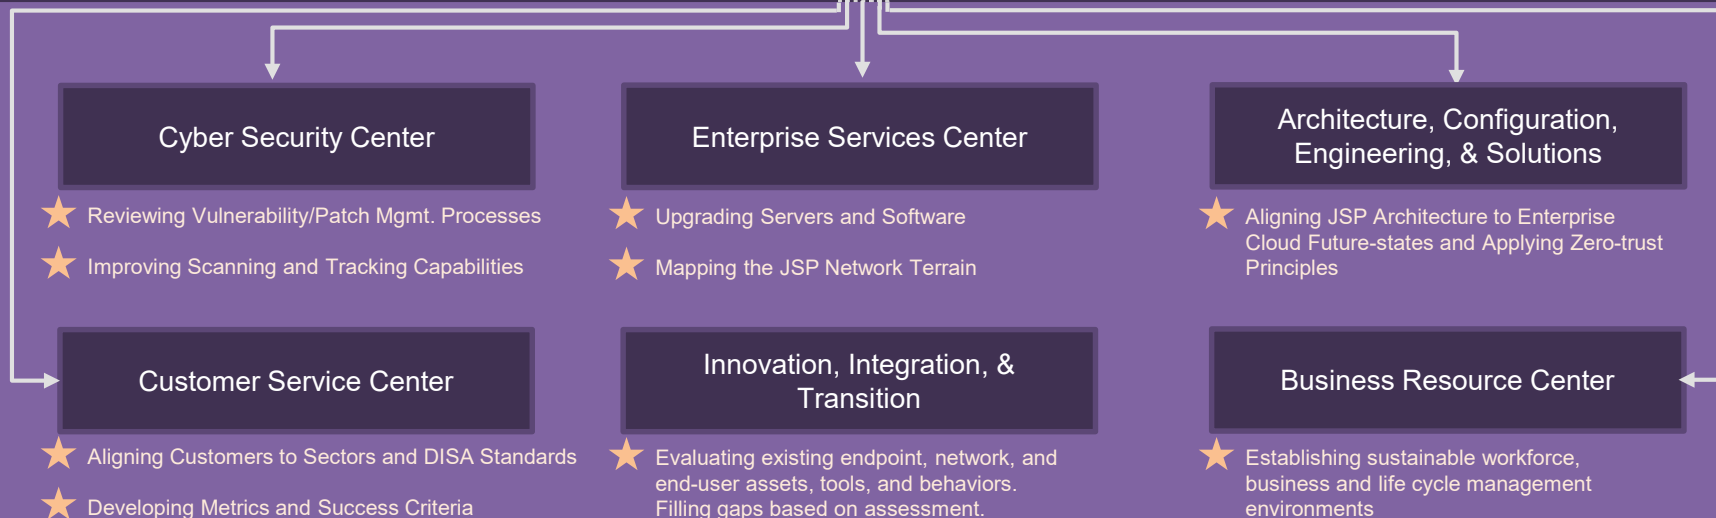 Cyber Security Center
Reviewing Vulnerability/Patch Mgmt. Processes
Improving Scanning and Tracking Capabilities
Enterprise Services Center
Upgrading Servers and Software
Mapping the JSP Network Terrain
Architecture, Configuration,
Engineering, & Solutions
Aligning JSP Architecture to Enterprise
Cloud Future-states and Applying Zero-trust
Principles
Customer Service Center
Aligning Customers to Sectors and DISA Standards
Developing Metrics and Success Criteria
Innovation, Integration, &
Transition
Evaluating existing endpoint, network, and
end-user assets, tools, and behaviors.
Filling gaps based on assessment.
Business Resource Center
Establishing sustainable workforce,
business and life cycle management
environments